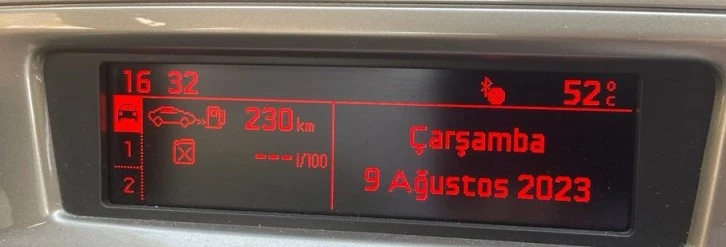 16 32 52°C
230 km
1 ---l/100
2
Çarşamba
9 Ağustos 2023